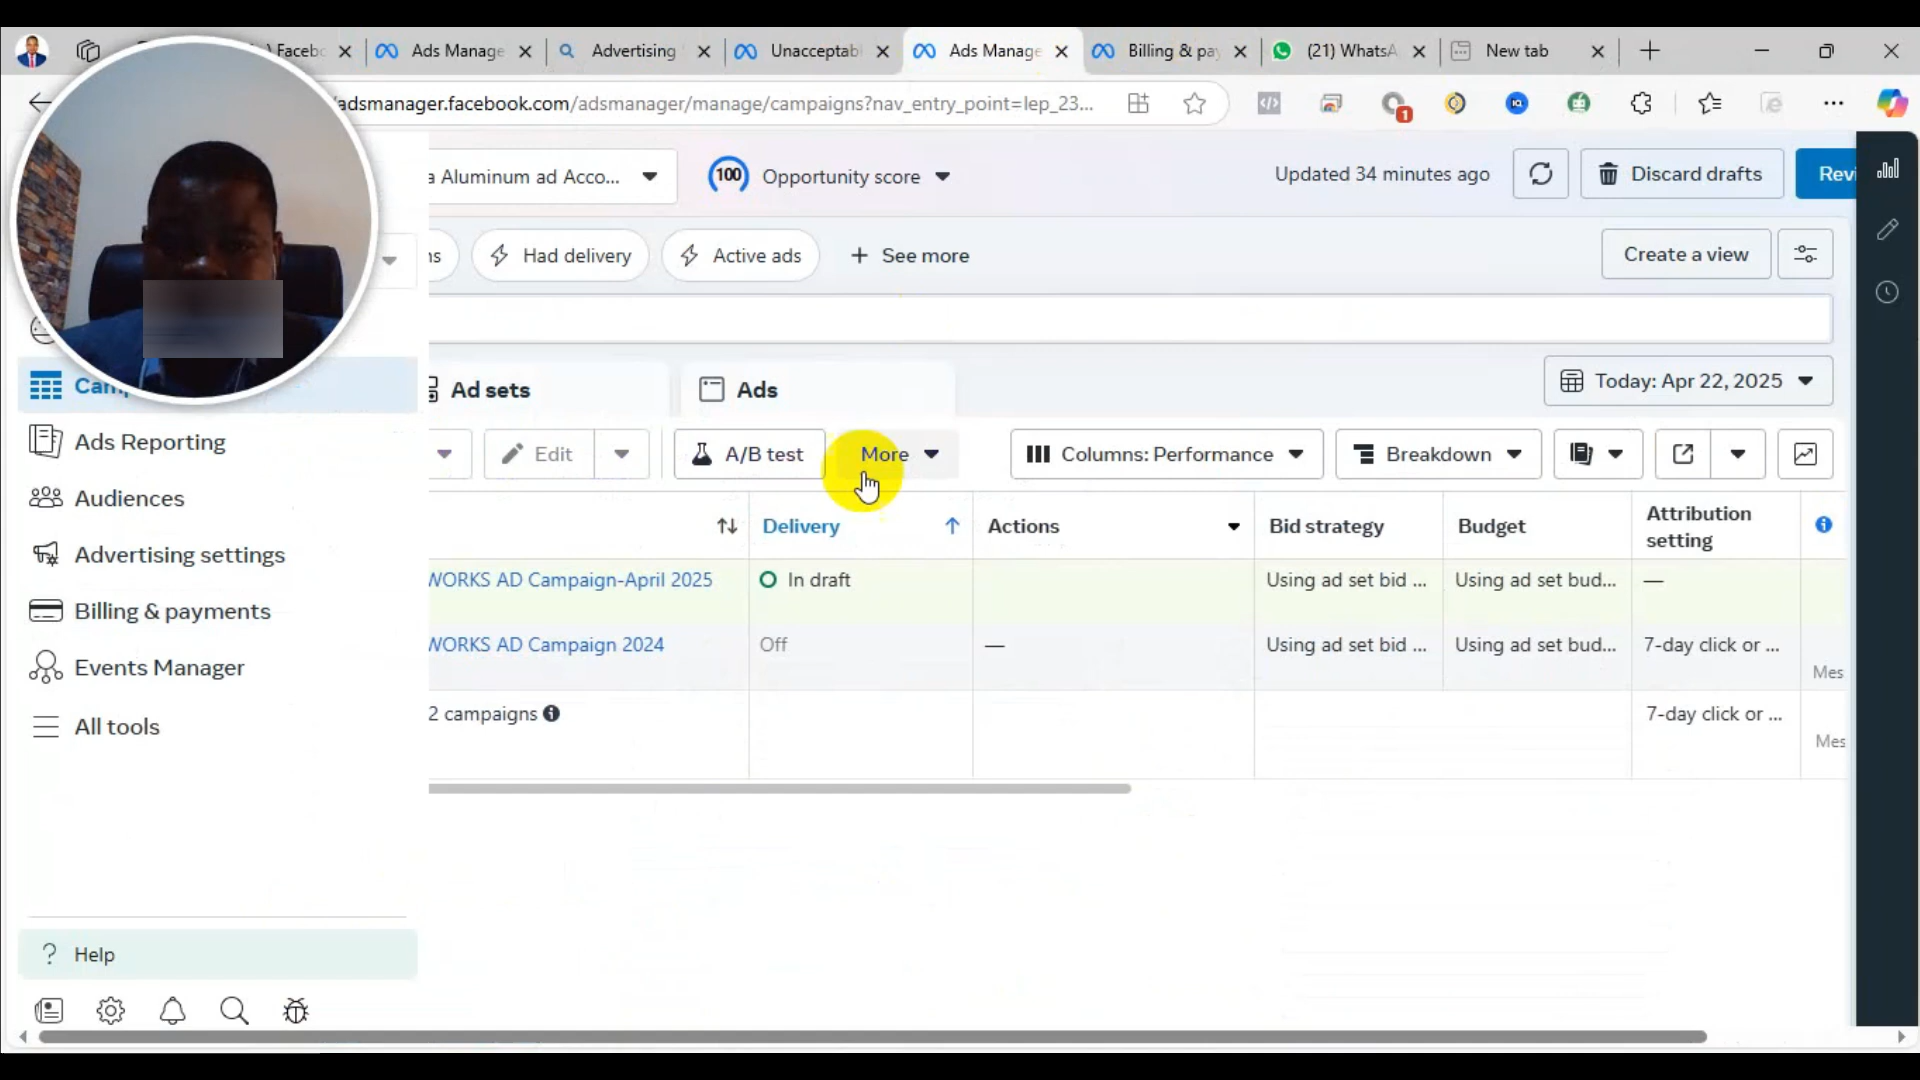 Facebo
Ads Manage
Advertising
Unacceptab
Ads Manage
Billing & pay
(21) WhatsA
New tab
adsmanager.facebook.com/adsmanager/manage/campaigns?nav_entry_point=lep_23...
1
a Aluminum ad Acco...
100
Opportunity score
Updated 34 minutes ago
Discard drafts
Revi
ns
Had delivery
Active ads
+ See more
Create a view
Cam
Ad sets
Ads
Today: Apr 22, 2025
Ads Reporting
Edit
A/B test
More
Columns: Performance
Breakdown
Audiences
Delivery
Actions
Bid strategy
Budget
Attribution
setting
Advertising settings
WORKS AD Campaign-April 2025
In draft
Using ad set bid ...
Using ad set bud...
—
Billing & payments
WORKS AD Campaign 2024
Off
—
Using ad set bid ...
Using ad set bud...
7-day click or ...
Mes
Events Manager
2 campaigns
7-day click or ...
Mes
All tools
? Help